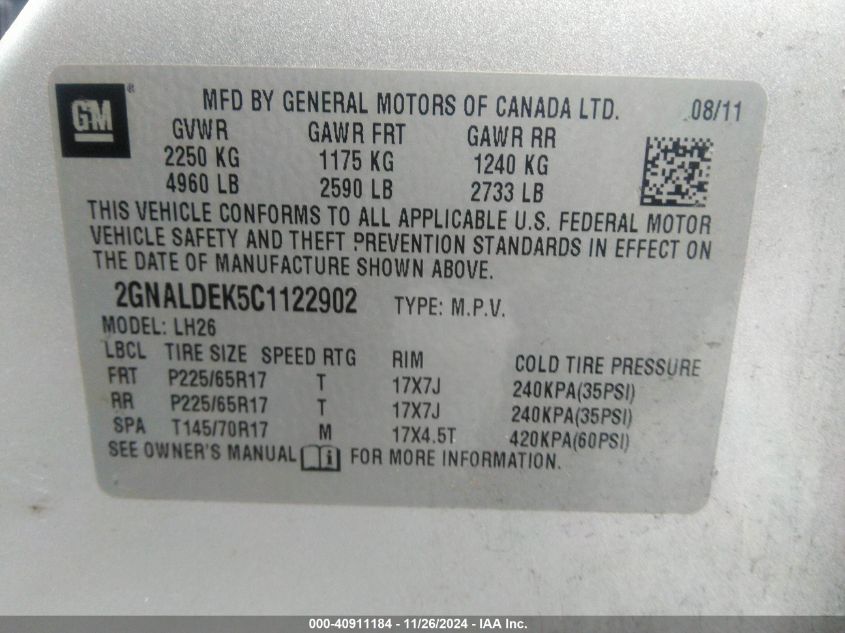 GM®
MFD BY GENERAL MOTORS OF CANADA LTD. 08/11
GVWR GAWR FRT GAWR RR
2250 KG 1175 KG 1240 KG
4960 LB 2590 LB 2733 LB
THIS VEHICLE CONFORMS TO ALL APPLICABLE U.S. FEDERAL MOTOR
VEHICLE SAFETY AND THEFT PREVENTION STANDARDS IN EFFECT ON
THE DATE OF MANUFACTURE SHOWN ABOVE.
2GNALDEK5C1122902 TYPE: M.P.V.
MODEL: LH26
LBCL TIRE SIZE SPEED RTG RIM COLD TIRE PRESSURE
FRT P225/65R17 T 17X7J 240KPA(35PSI)
RR P225/65R17 T 17X7J 240KPA(35PSI)
SPA T145/70R17 M 17X4.5T 420KPA(60PSI)
SEE OWNER'S MANUAL i FOR MORE INFORMATION.
000-40911184 - 11/26/2024 - IAA Inc.